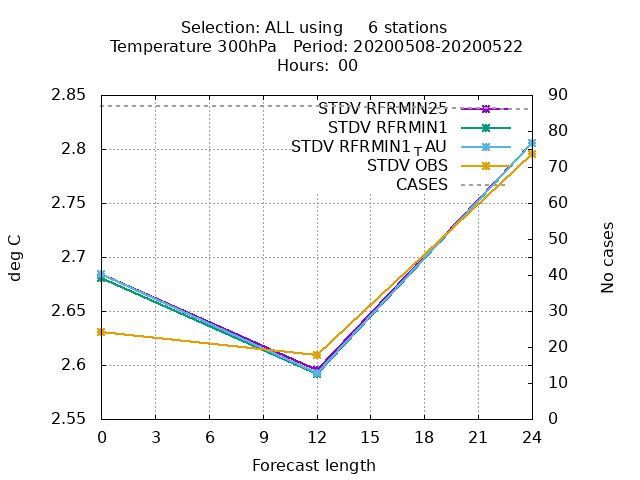 Selection: ALL using     6 stations
Temperature 300hPa   Period: 20200508-20200522
Hours:  00
2.85
2.8
2.75
2.7
2.65
2.6
2.55
deg C
90
80
70
60
50
40
30
20
10
0
No cases
STDV RFRMIN25
STDV RFRMIN1
STDV RFRMIN1TAU
STDV OBS
CASES
0 3 6 9 12 15 18 21 24
Forecast length